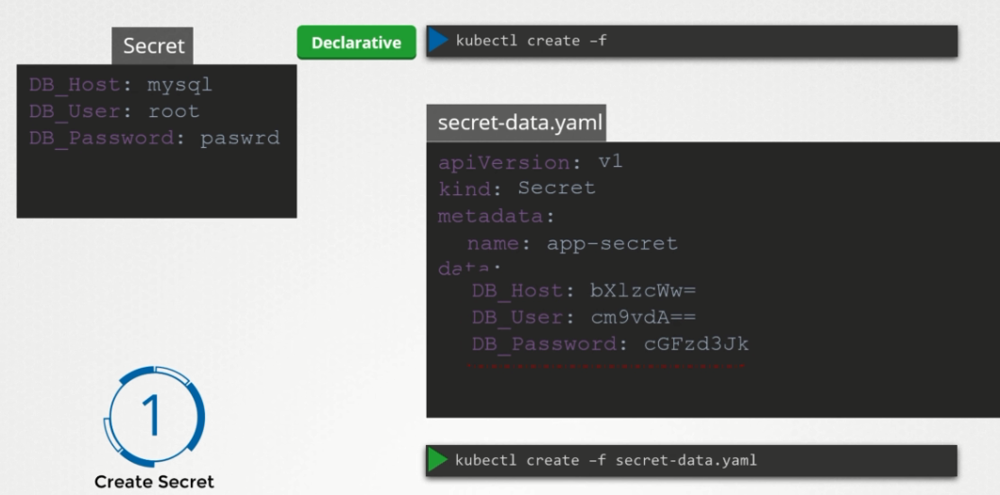 Secret
DB_Host: mysql
DB_User: root
DB_Password: paswrd
Declarative
kubectl create –f
secret-data.yaml
apiVersion: v1
kind: Secret
metadata:
name: app-secret
data:
DB_Host: bXlzcWw=
DB_User: cm9vdA==
DB_Password: cGFzd3Jk
1
Create Secret
kubectl create –f secret-data.yaml